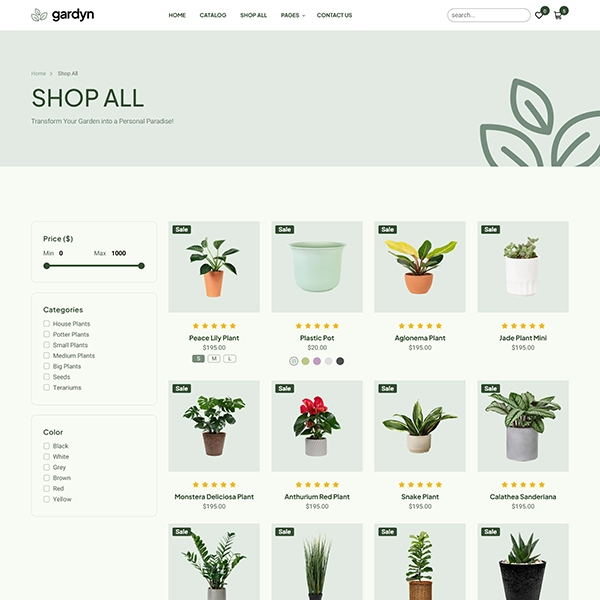 gardyn
HOME CATALOG SHOP ALL PAGES CONTACT US
search...
0
5
Home > Shop All
SHOP ALL
Transform Your Garden into a Personal Paradise!
Price ($)
Min 0 Max 1000
Categories
House Plants
Potter Plants
Small Plants
Medium Plants
Big Plants
Seeds
Terariums
Color
Black
White
Grey
Brown
Red
Yellow
Sale
Peace Lily Plant
$195.00
S M L
Sale
Plastic Pot
$20.00
Sale
Aglonema Plant
$195.00
Sale
Jade Plant Mini
$195.00
Sale
Monstera Deliciosa Plant
$195.00
Sale
Anthurium Red Plant
$195.00
Sale
Snake Plant
$195.00
Sale
Calathea Sanderiana
$195.00
Sale
Sale
Sale
Sale